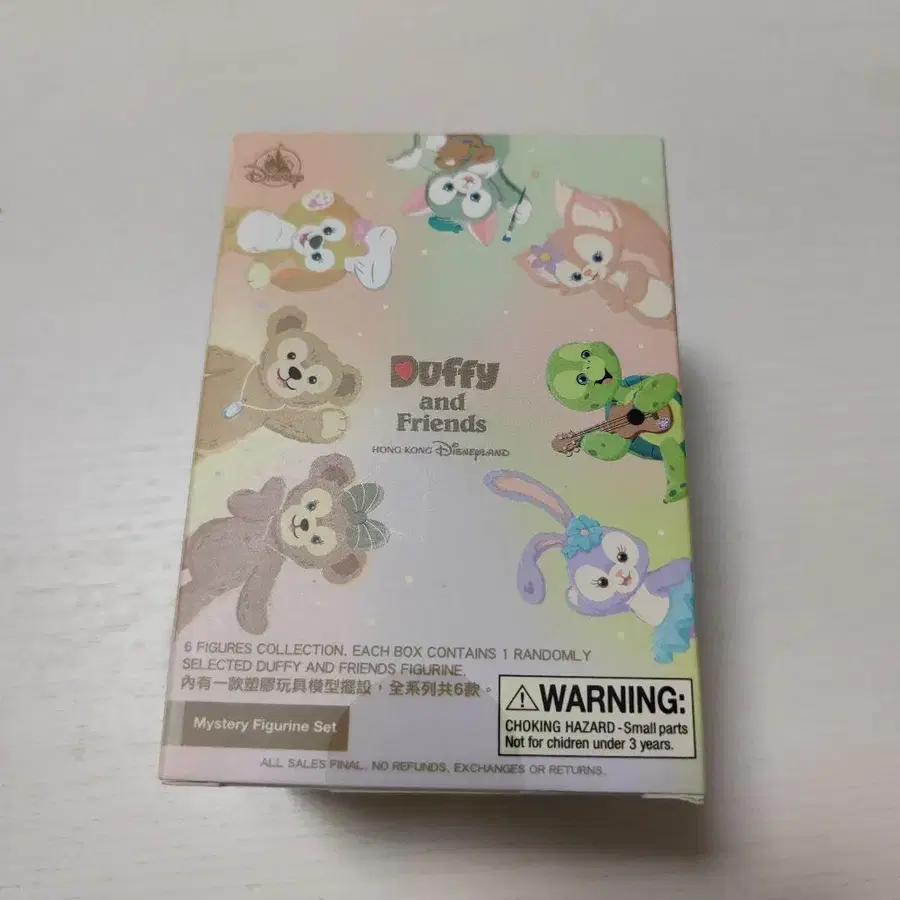 Disney
Duffy
and
Friends
HONG KONG Disneyland
6 FIGURES COLLECTION. EACH BOX CONTAINS 1 RANDOMLY
SELECTED DUFFY AND FRIENDS FIGURINE.
內有一款塑膠玩具模型擺設，全系列共6款。
Mystery Figurine Set
⚠WARNING:
CHOKING HAZARD - Small parts
Not for chidren under 3 years.
ALL SALES FINAL. NO REFUNDS, EXCHANGES OR RETURNS.